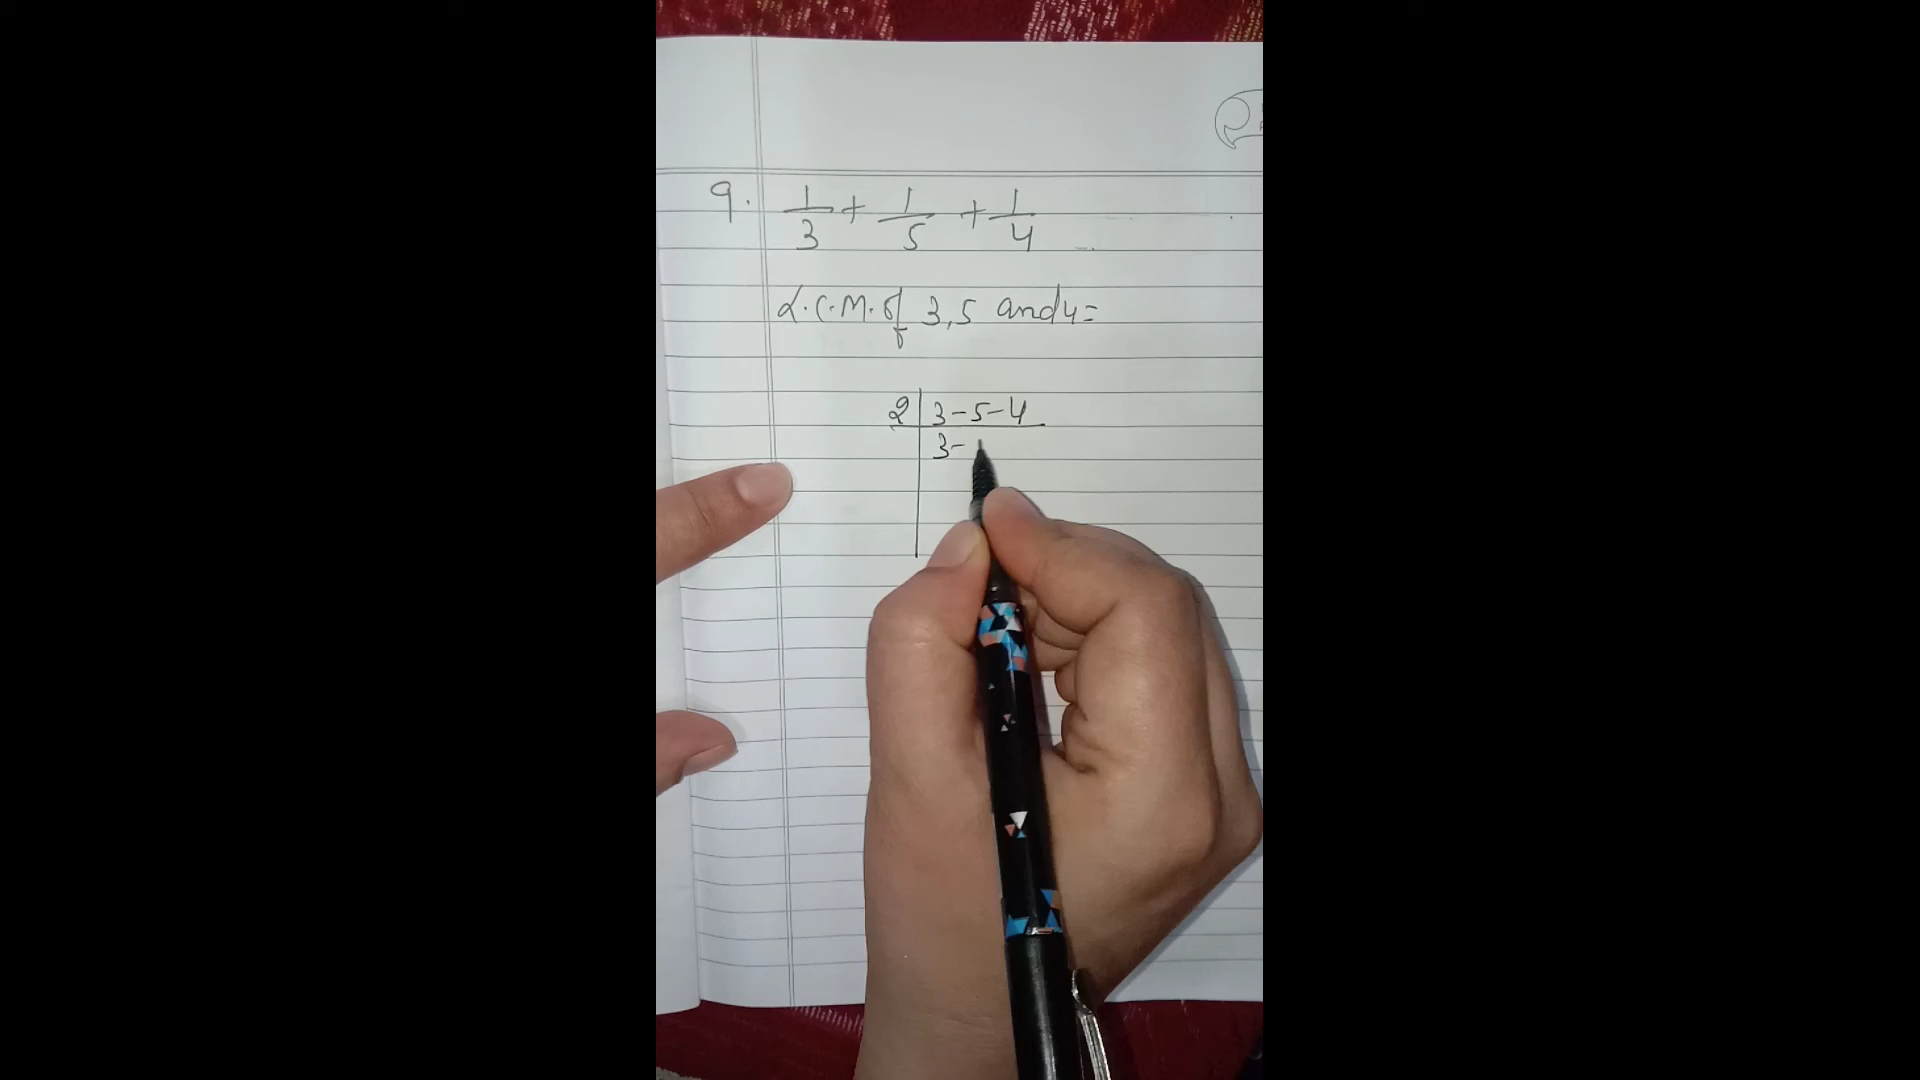 9. 1/3 + 1/5 + 1/4
L.C.M. of 3,5 and 4=
2 | 3-5-4
3-